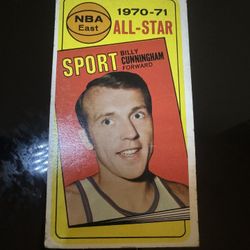 NBA
East
1970-71
ALL-STAR
SPORT
BILLY
CUNNINGHAM
FORWARD